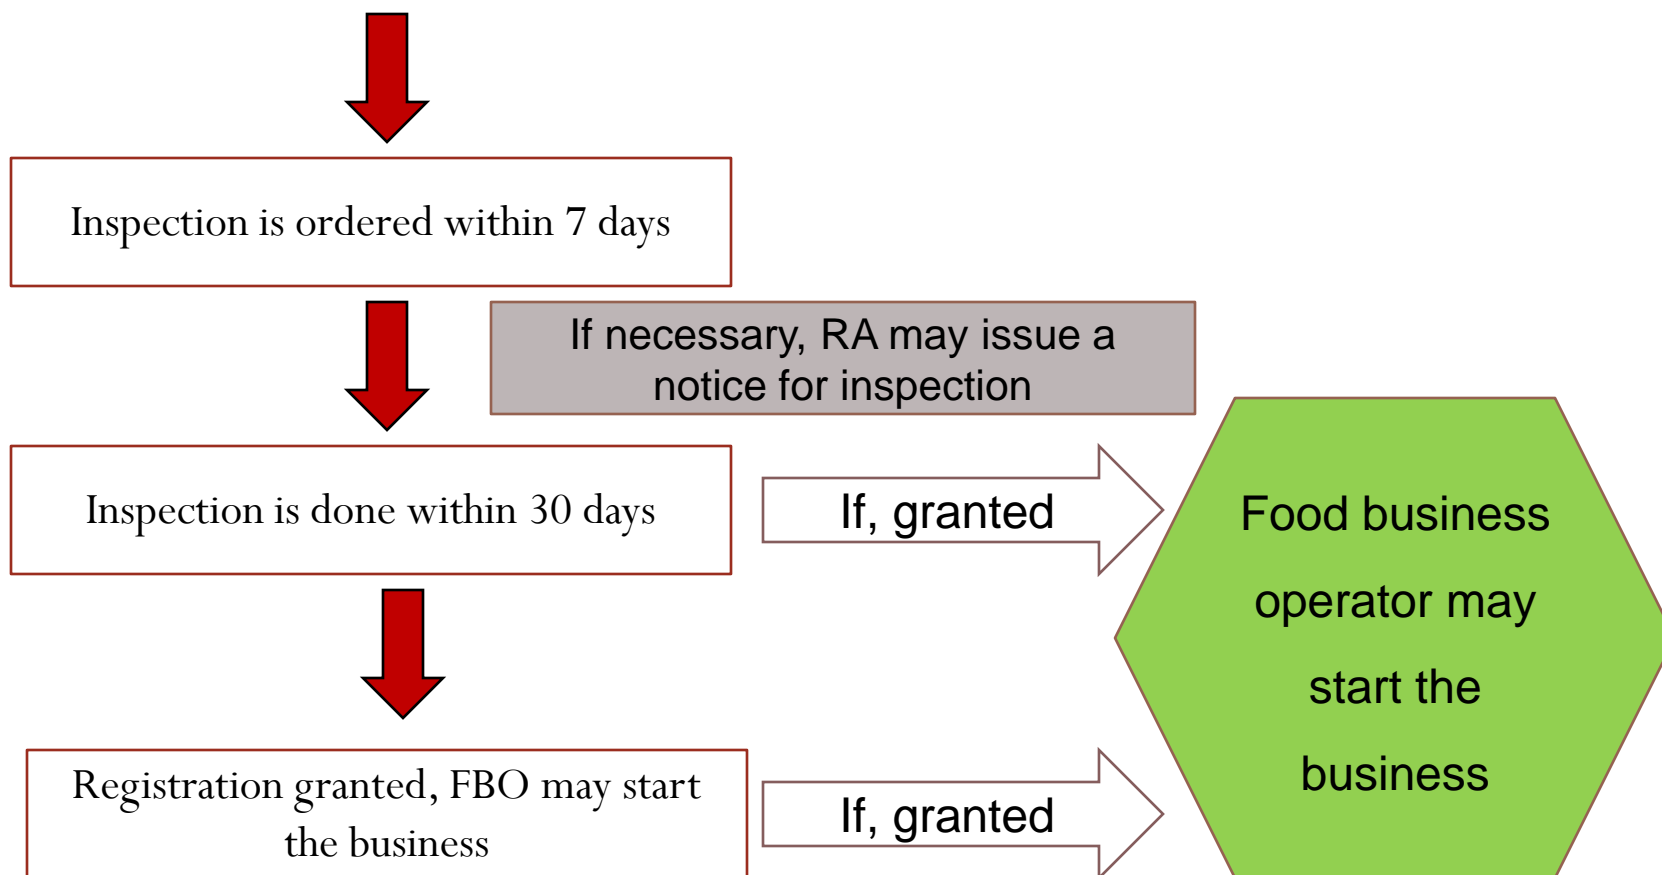 Inspection is ordered within 7 days
If necessary, RA may issue a
notice for inspection
Inspection is done within 30 days
If, granted
Food business
operator may
start the
business
Registration granted, FBO may start
the business
If, granted